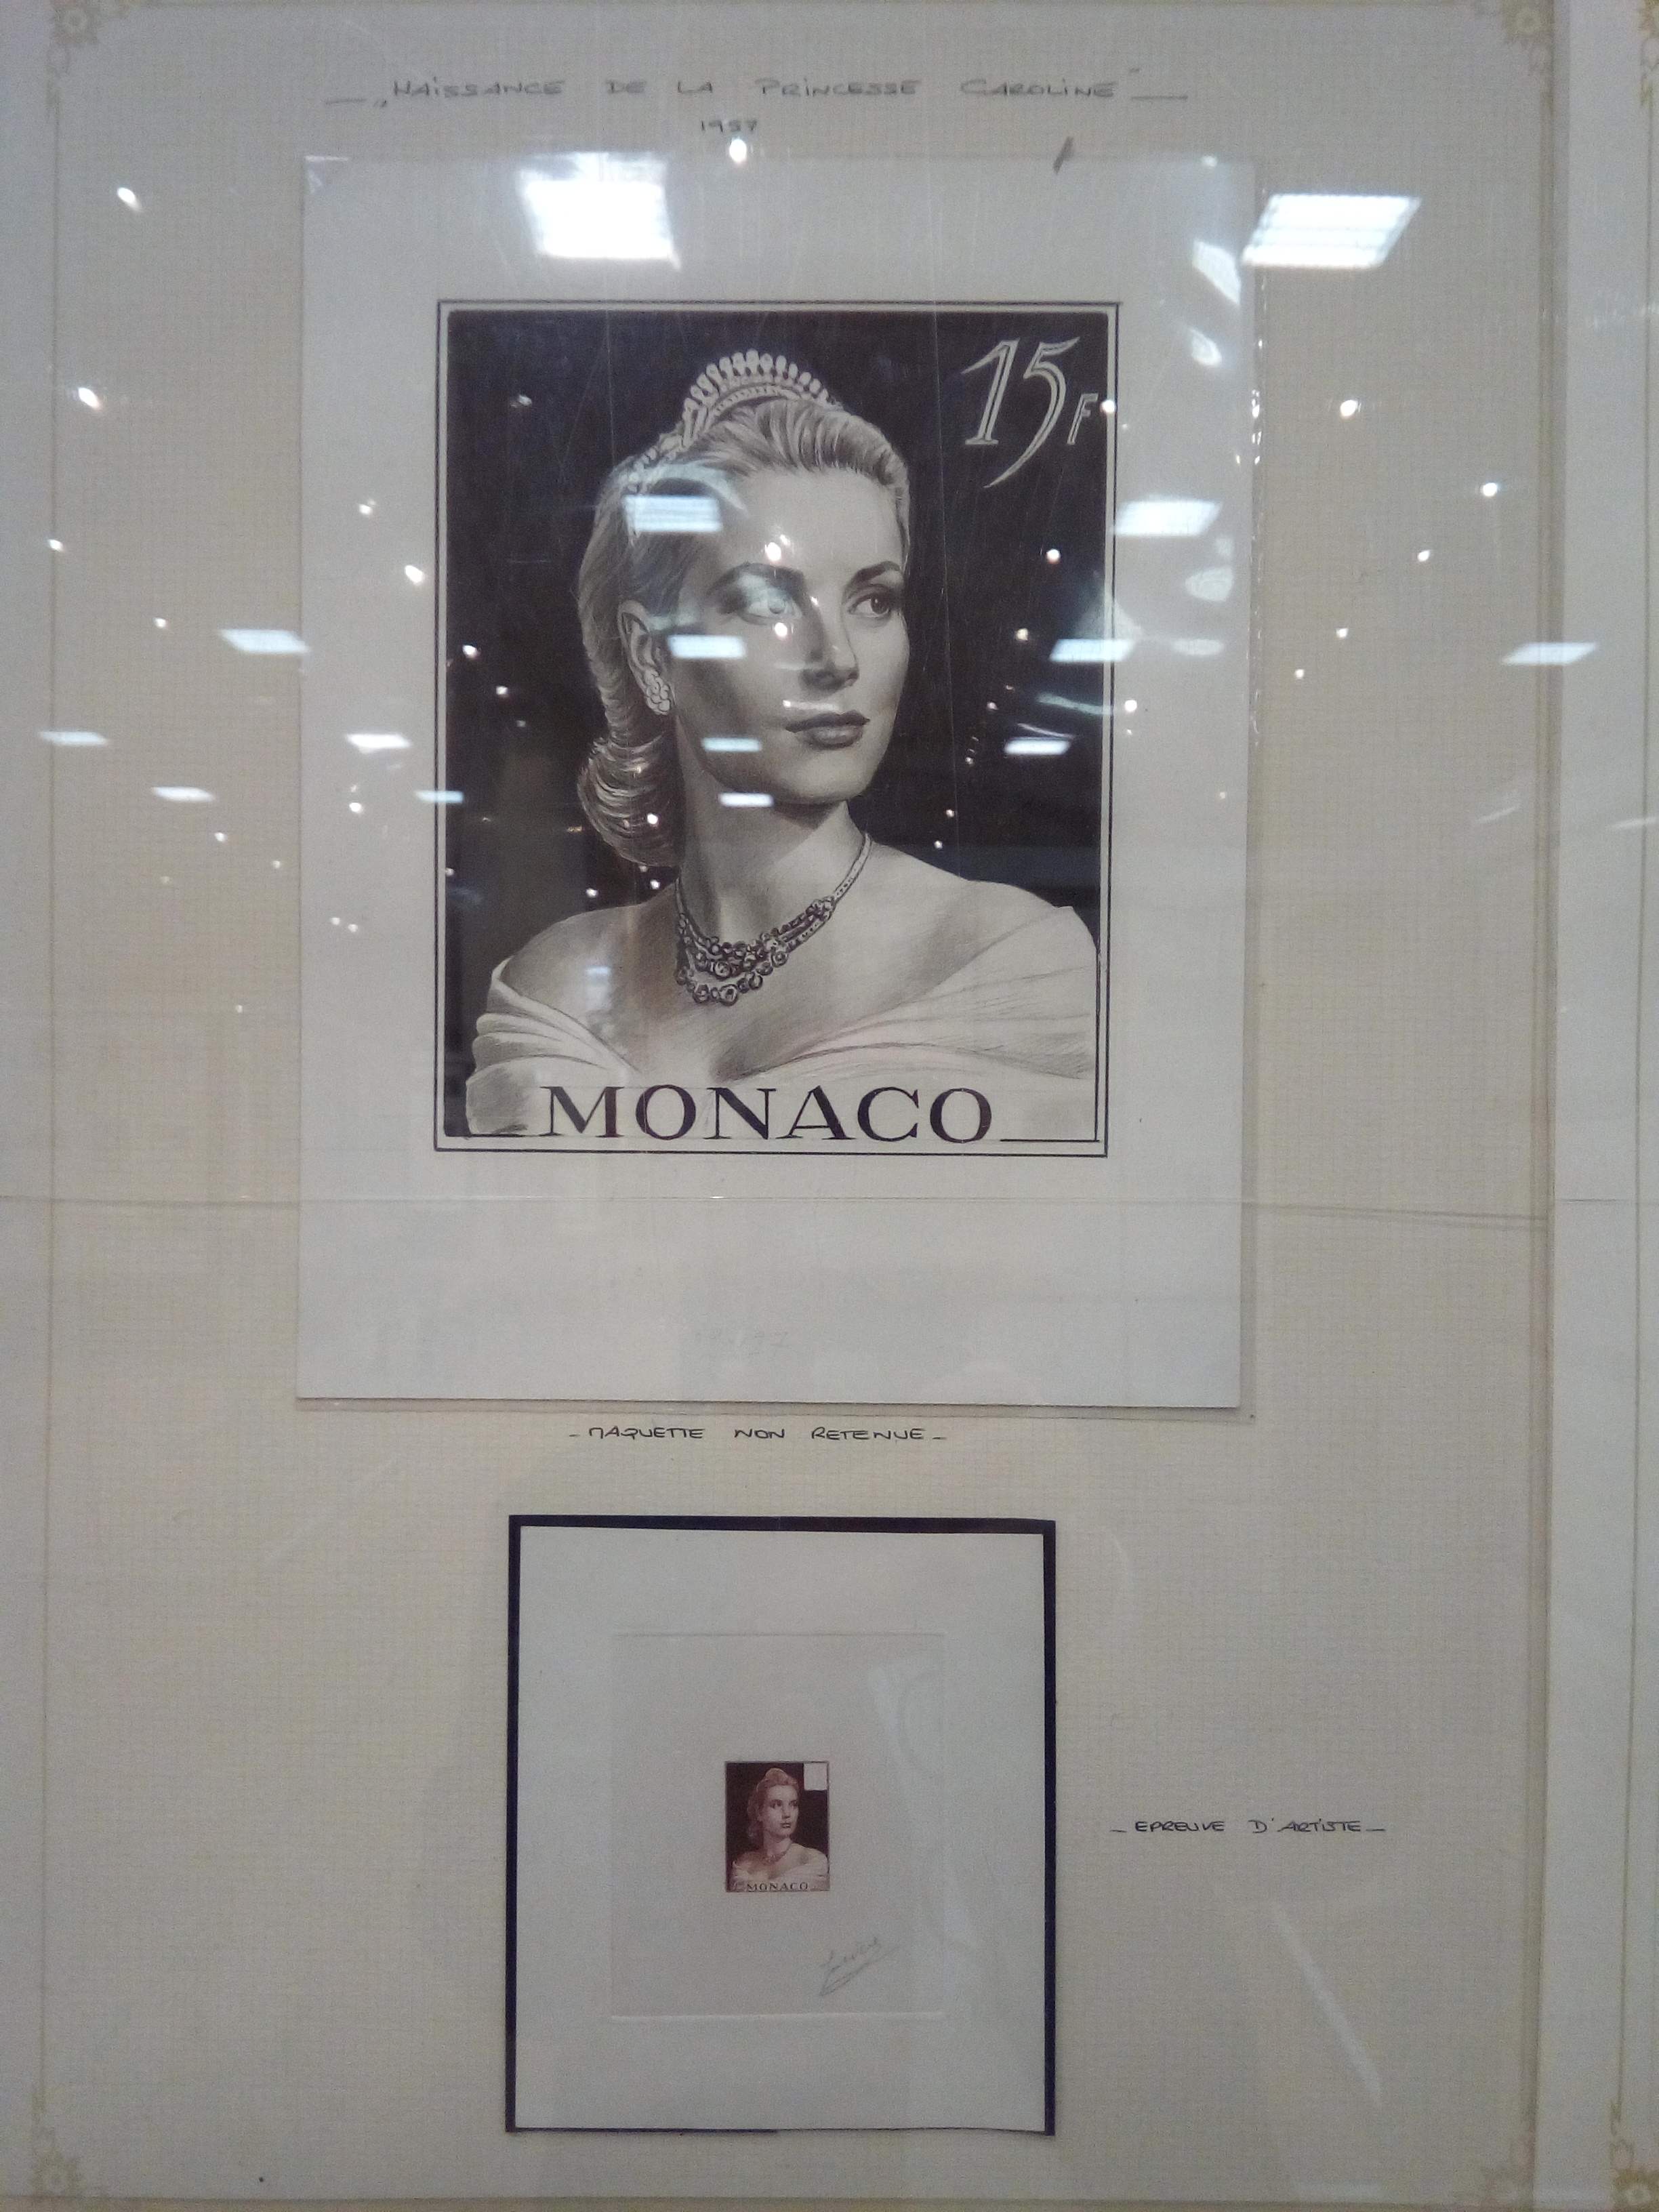 „NAISSANCE DE LA PRINCESSE CAROLINE"
1957
15F
MONACO
- MAQUETTE NON RETENUE -
MONACO
- EPREUVE D'ARTISTE -